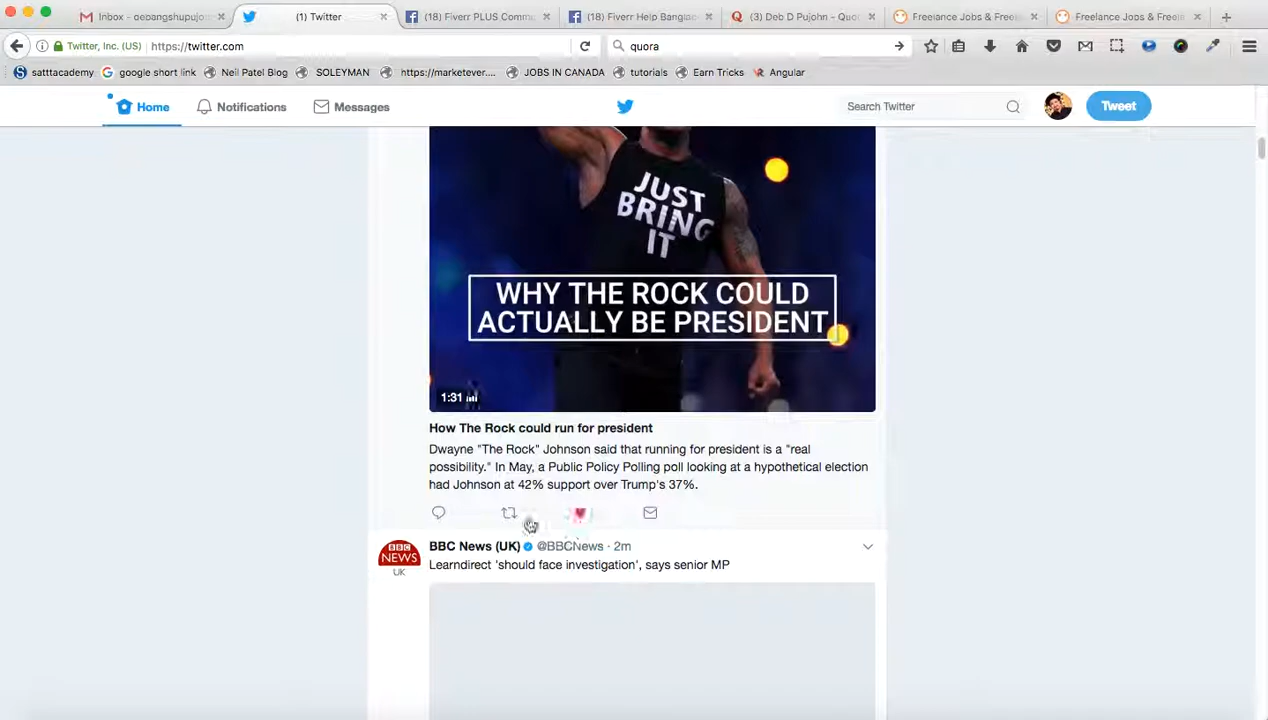 Inbox - debangshupujo
(1) Twitter
(18) Fiverr PLUS Commu
(18) Fiverr Help Banglad
(3) Deb D Pujohn - Quor
Freelance Jobs & Freel
Freelance Jobs & Freel
Twitter, Inc. (US)
https://twitter.com
quora
satttacademy
google short link
Neil Patel Blog
SOLEYMAN
https://marketever....
JOBS IN CANADA
tutorials
Earn Tricks
Angular
Home
Notifications
Messages
Search Twitter
Tweet
JUST
BRING
IT
WHY THE ROCK COULD
ACTUALLY BE PRESIDENT
1:31
How The Rock could run for president
Dwayne "The Rock" Johnson said that running for president is a "real
possibility." In May, a Public Policy Polling poll looking at a hypothetical election
had Johnson at 42% support over Trump's 37%.
BBC
NEWS
UK
BBC News (UK) @BBCNews · 2m
Learndirect 'should face investigation', says senior MP